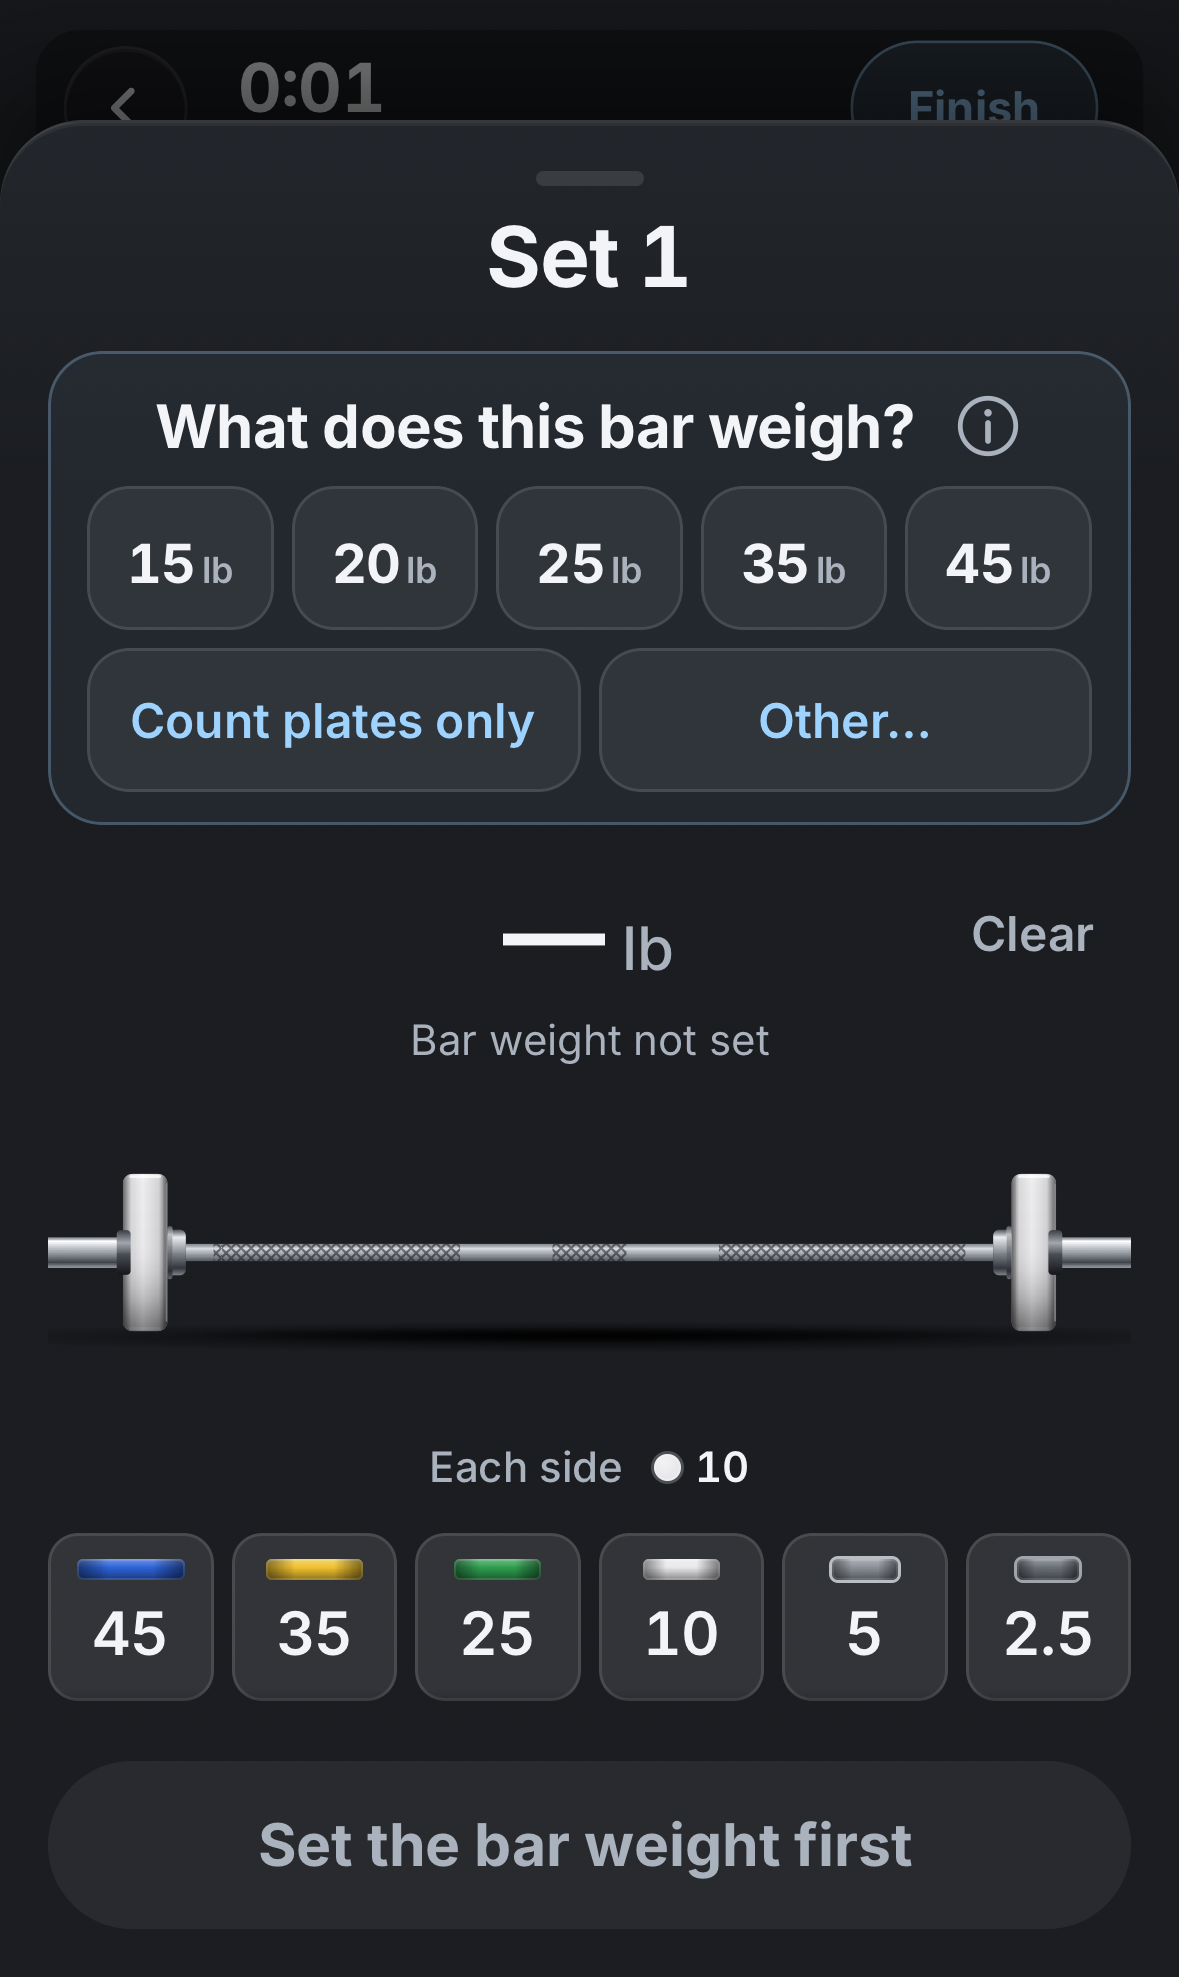 0:01
Finish
Set 1
What does this bar weigh?
15 lb 20 lb 25 lb 35 lb 45 lb
Count plates only Other...
— lb Clear
Bar weight not set
Each side 10
45 35 25 10 5 2.5
Set the bar weight first